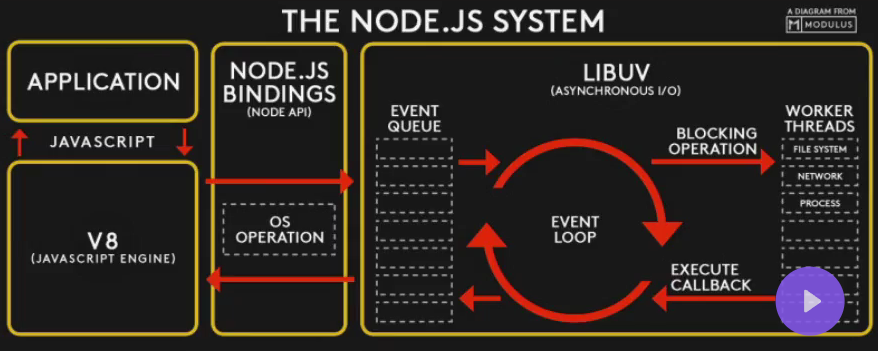 THE NODE.JS SYSTEM
A DIAGRAM FROM
M MODULUS
APPLICATION
JAVASCRIPT
V8
(JAVASCRIPT ENGINE)
NODE.JS
BINDINGS
(NODE API)
OS
OPERATION
LIBUV
(ASYNCHRONOUS I/O)
EVENT
QUEUE
EVENT
LOOP
BLOCKING
OPERATION
EXECUTE
CALLBACK
WORKER
THREADS
FILE SYSTEM
NETWORK
PROCESS